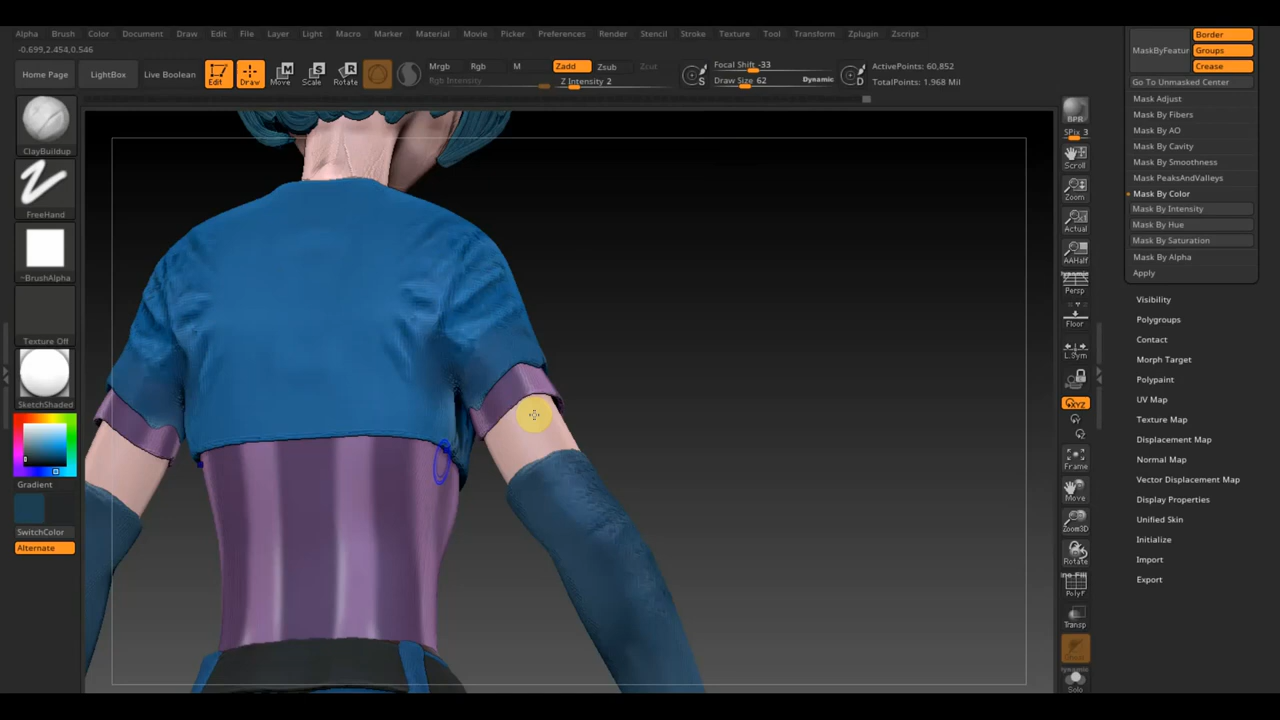 Alpha Brush Color Document Draw Edit File Layer Light Macro Marker Material Movie Picker Preferences Render Stencil Stroke Texture Tool Transform Zplugin Zscript
-0.699,2.454,0.546
Home Page LightBox Live Boolean Edit Draw Move Scale Rotate
Mrgb Rgb M Zadd Zsub Zcut
Rgb Intensity Z Intensity 2
Focal Shift -33
Draw Size 62 Dynamic
ActivePoints: 60,852
TotalPoints: 1.968 Mil
S
D
ClayBuildup
FreeHand
~BrushAlpha
Texture Off
SketchShaded
Gradient
SwitchColor
Alternate
BPR
SPix 3
Scroll
Zoom
Actual
AAHalf
Dynamic
Persp
Floor
L.Sym
XYZ
Frame
Move
Zoom3D
Rotate
Line Fill
PolyF
Transp
Ghost
Dynamic
Solo
MaskByFeatur
Border
Groups
Crease
Go To Unmasked Center
Mask Adjust
Mask By Fibers
Mask By AO
Mask By Cavity
Mask By Smoothness
Mask PeaksAndValleys
Mask By Color
Mask By Intensity
Mask By Hue
Mask By Saturation
Mask By Alpha
Apply
Visibility
Polygroups
Contact
Morph Target
Polypaint
UV Map
Texture Map
Displacement Map
Normal Map
Vector Displacement Map
Display Properties
Unified Skin
Initialize
Import
Export